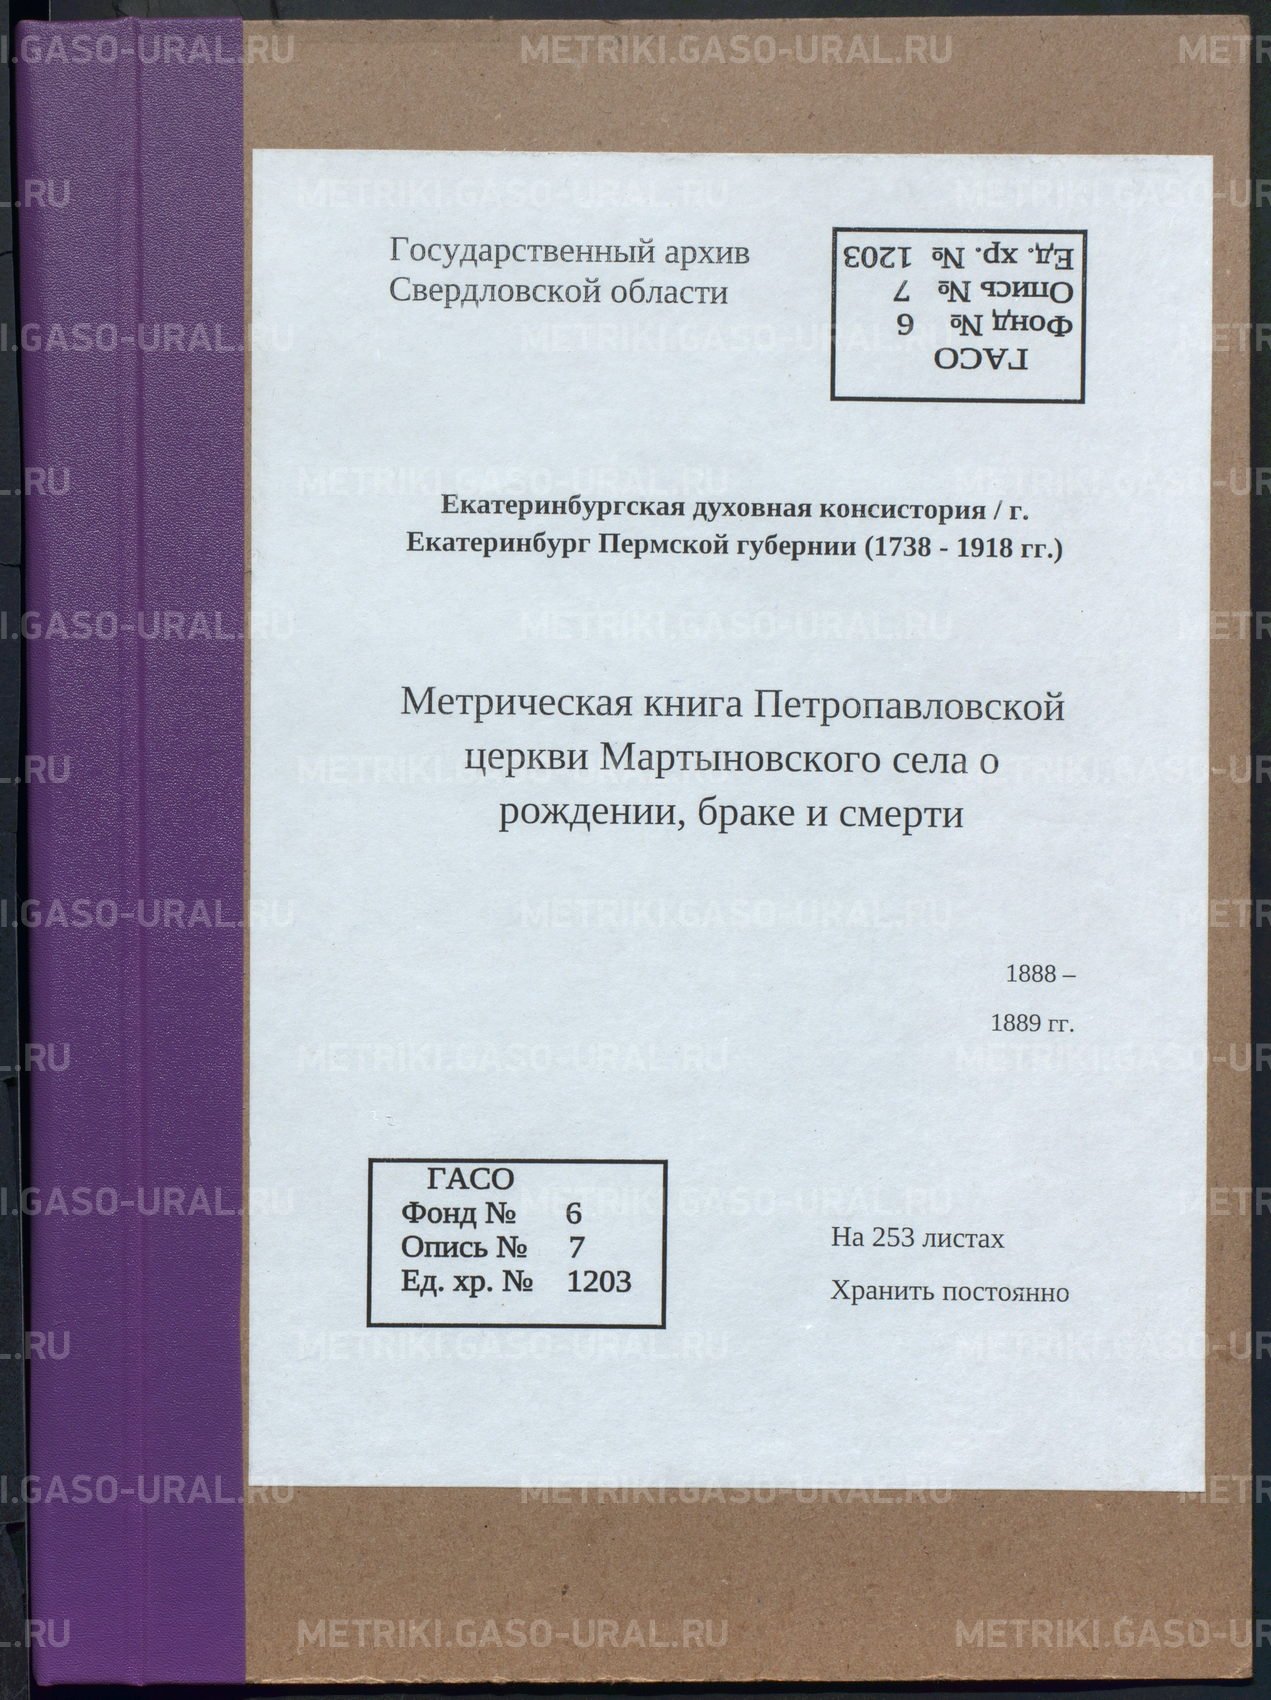 Государственный архив
Свердловской области
Ед. хр. № 1203
Опись № 7
Фонд № 6
ГАСО
Екатеринбургская духовная консистория / г.
Екатеринбург Пермской губернии (1738 - 1918 гг.)
Метрическая книга Петропавловской
церкви Мартыновского села о
рождении, браке и смерти
1888 –
1889 гг.
ГАСО
Фонд № 6
Опись № 7
Ед. хр. № 1203
На 253 листах
Хранить постоянно
METRIKI.GASO-URAL.RU